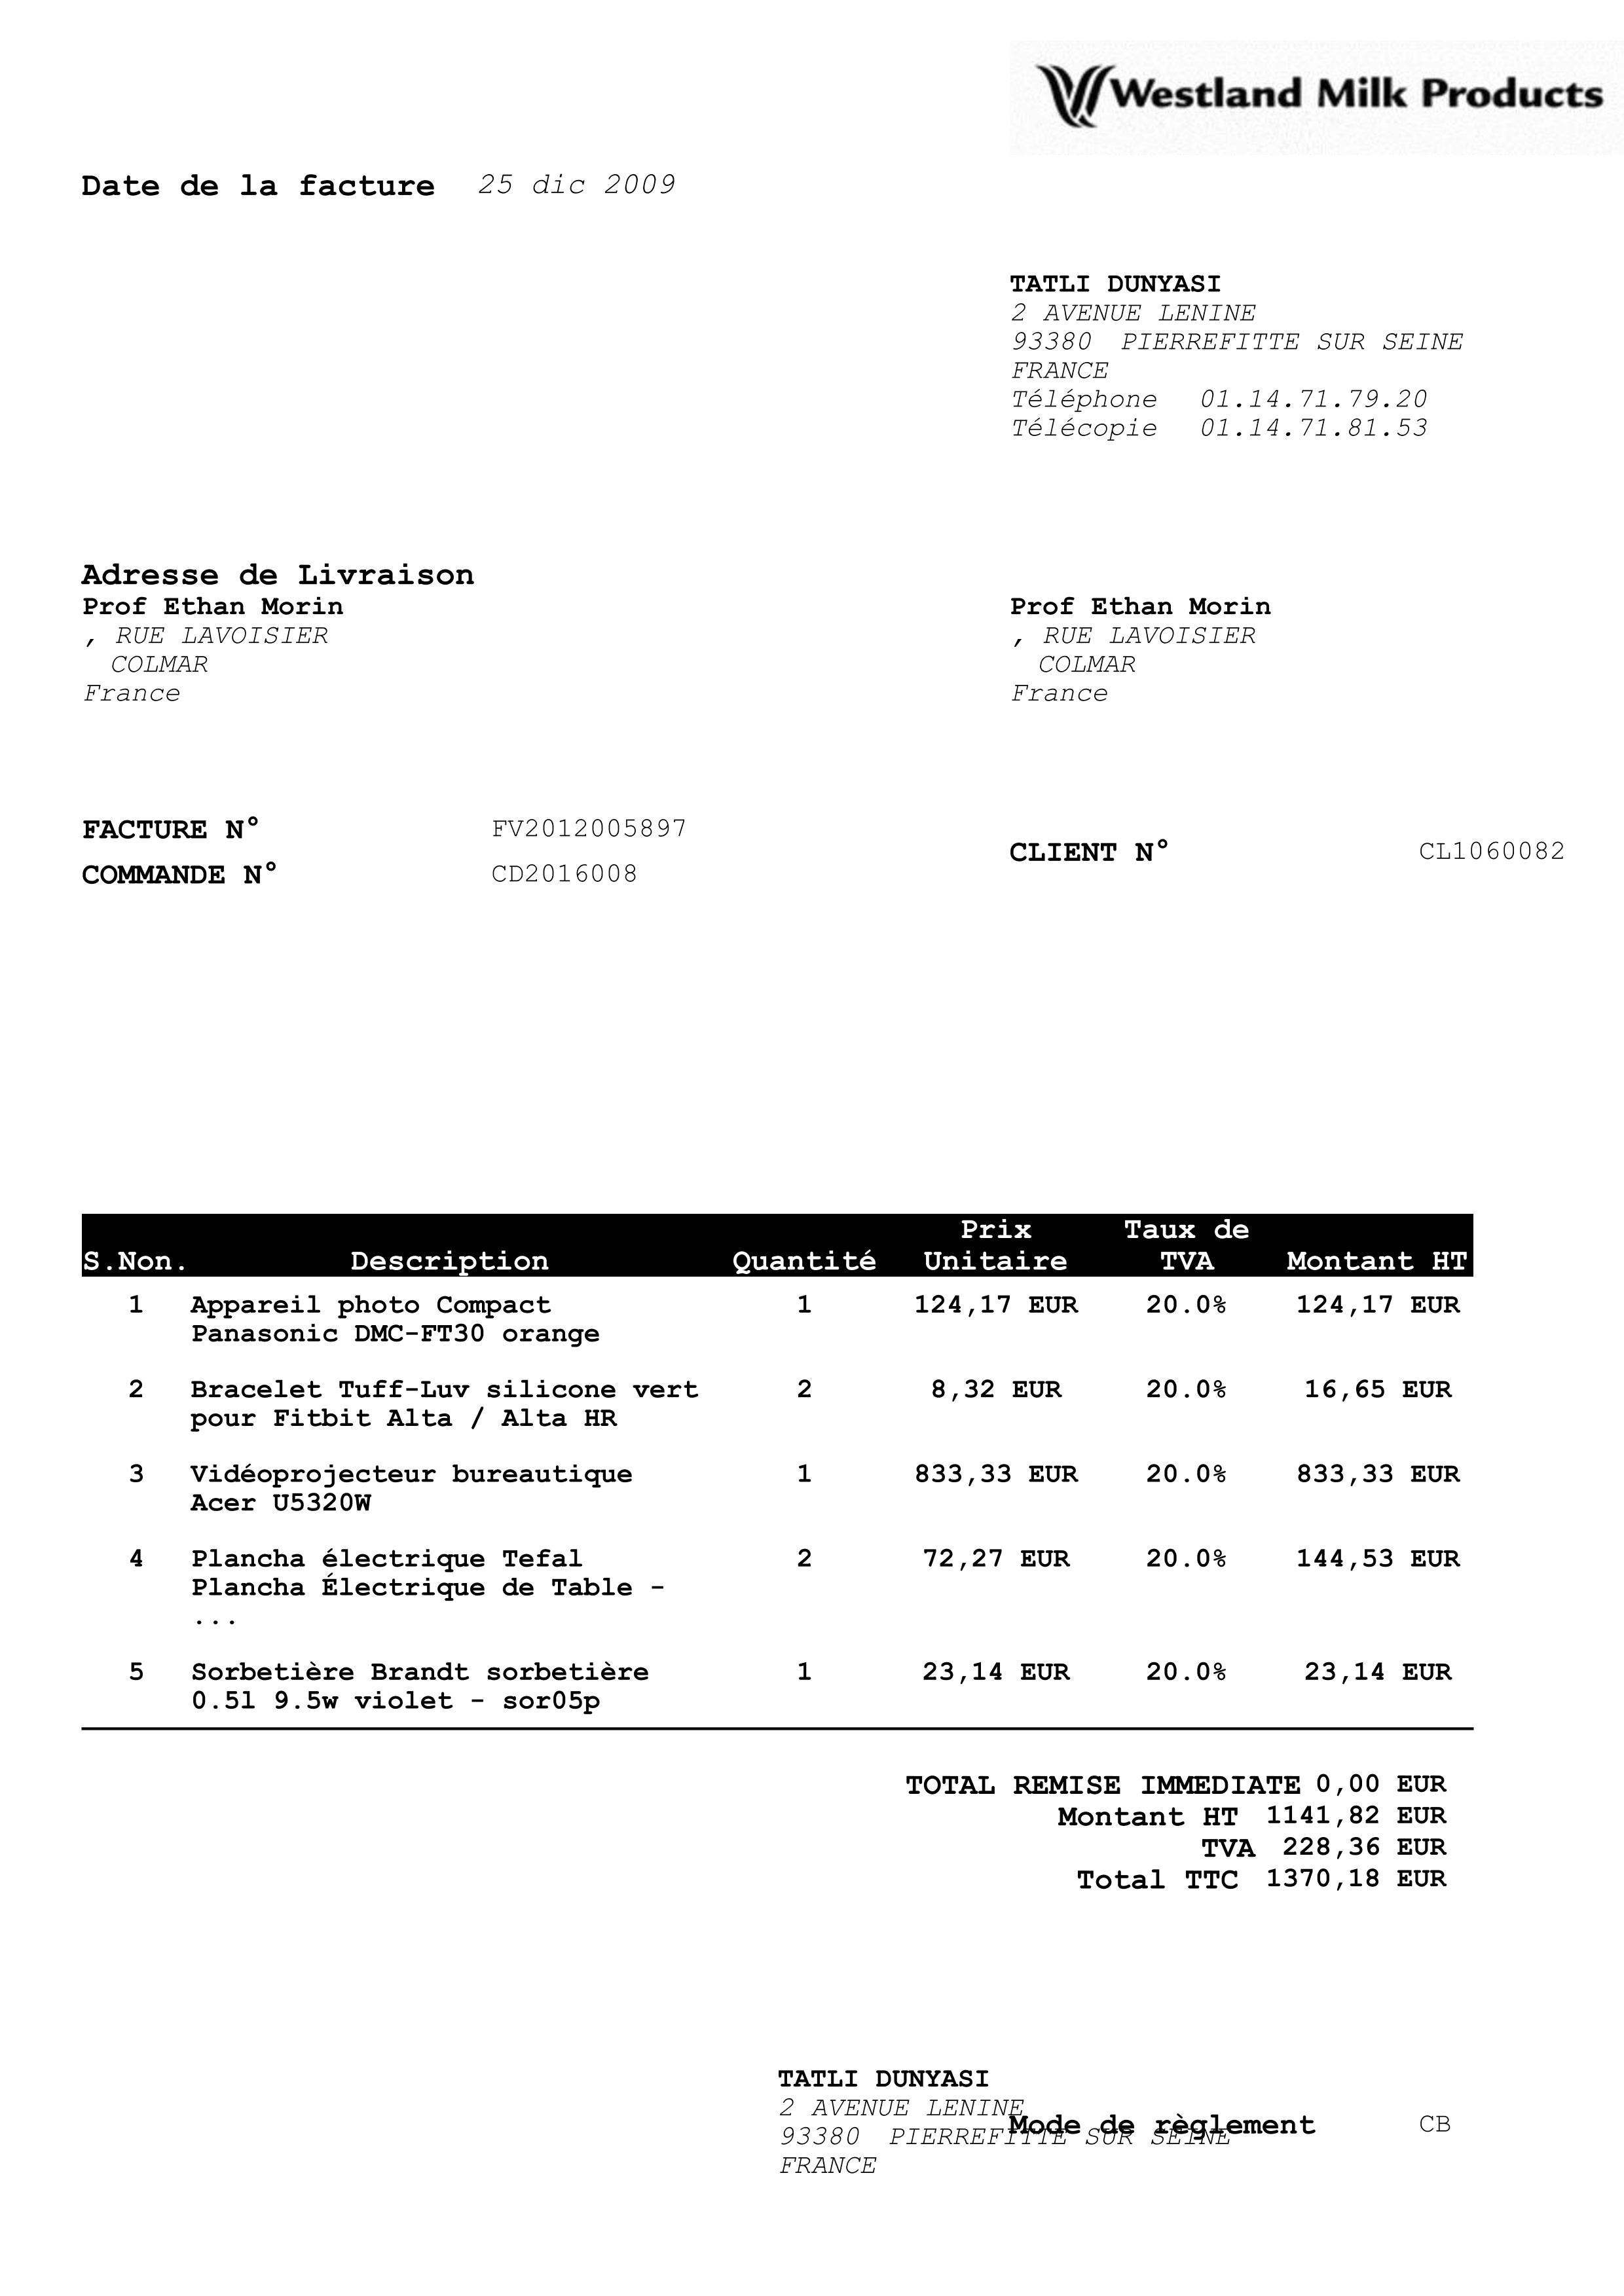 Westland Milk Products
Date de la facture 25 dic 2009
TATLI DUNYASI
2 AVENUE LENINE
93380 PIERREFITTE SUR SEINE
FRANCE
Téléphone 01.14.71.79.20
Télécopie 01.14.71.81.53
Adresse de Livraison
Prof Ethan Morin
, RUE LAVOISIER
COLMAR
France
Prof Ethan Morin
, RUE LAVOISIER
COLMAR
France
FACTURE N° FV2012005897
COMMANDE N° CD2016008
CLIENT N° CL1060082
S.Non. Description Quantité Prix Unitaire Taux de TVA Montant HT
1 Appareil photo Compact 1 124,17 EUR 20.0% 124,17 EUR
Panasonic DMC-FT30 orange
2 Bracelet Tuff-Luv silicone vert 2 8,32 EUR 20.0% 16,65 EUR
pour Fitbit Alta / Alta HR
3 Vidéoprojecteur bureautique 1 833,33 EUR 20.0% 833,33 EUR
Acer U5320W
4 Plancha électrique Tefal 2 72,27 EUR 20.0% 144,53 EUR
Plancha Électrique de Table -
...
5 Sorbetière Brandt sorbetière 1 23,14 EUR 20.0% 23,14 EUR
0.5l 9.5w violet - sor05p
TOTAL REMISE IMMEDIATE 0,00 EUR
Montant HT 1141,82 EUR
TVA 228,36 EUR
Total TTC 1370,18 EUR
TATLI DUNYASI
2 AVENUE LENINE
Mode de règlement CB
93380 PIERREFITTE SUR SEINE
FRANCE